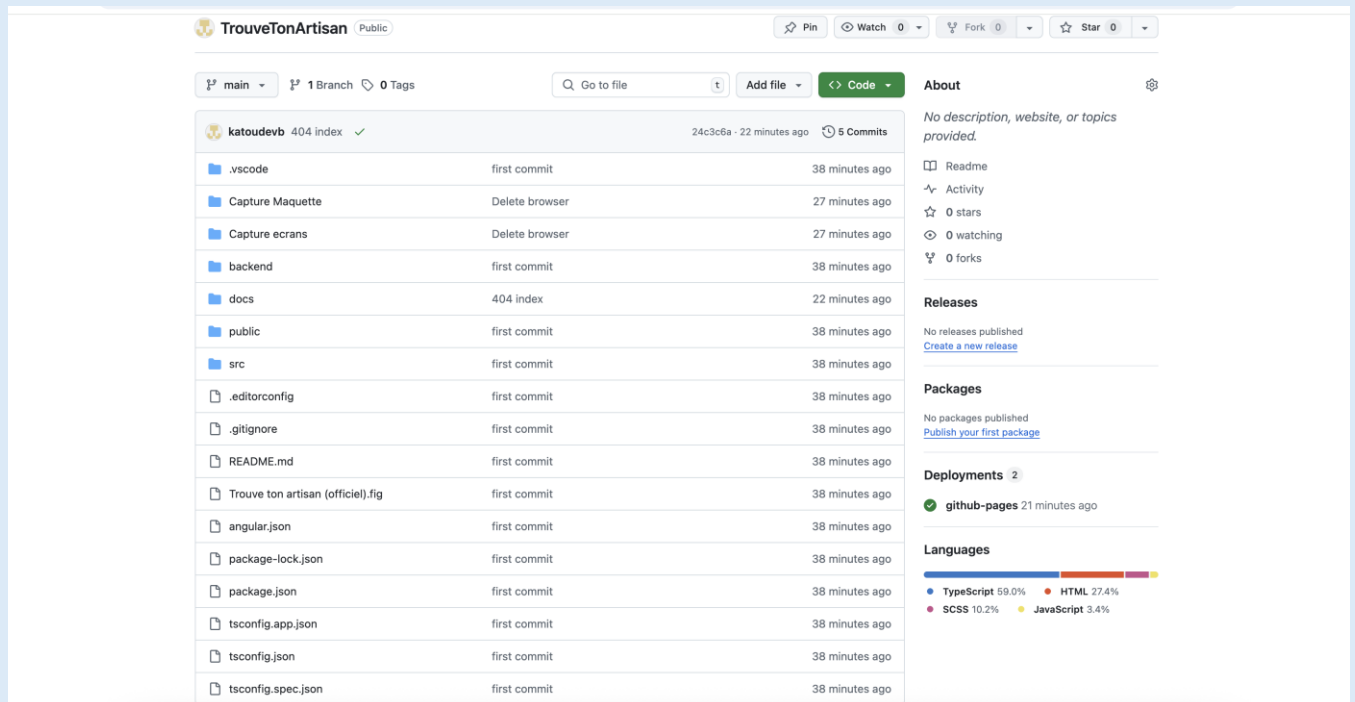 TrouveTonArtisan Public Pin Watch 0 Fork 0 Star 0
main 1 Branch 0 Tags Go to file t Add file Code
katoudevb 404 index 24c3c6a · 22 minutes ago 5 Commits
.vscode first commit 38 minutes ago
Capture Maquette Delete browser 27 minutes ago
Capture ecrans Delete browser 27 minutes ago
backend first commit 38 minutes ago
docs 404 index 22 minutes ago
public first commit 38 minutes ago
src first commit 38 minutes ago
.editorconfig first commit 38 minutes ago
.gitignore first commit 38 minutes ago
README.md first commit 38 minutes ago
Trouve ton artisan (officiel).fig first commit 38 minutes ago
angular.json first commit 38 minutes ago
package-lock.json first commit 38 minutes ago
package.json first commit 38 minutes ago
tsconfig.app.json first commit 38 minutes ago
tsconfig.json first commit 38 minutes ago
tsconfig.spec.json first commit 38 minutes ago
About
No description, website, or topics
provided.
Readme
Activity
0 stars
0 watching
0 forks
Releases
No releases published
Create a new release
Packages
No packages published
Publish your first package
Deployments 2
github-pages 21 minutes ago
Languages
TypeScript 59.0% HTML 27.4%
SCSS 10.2% JavaScript 3.4%